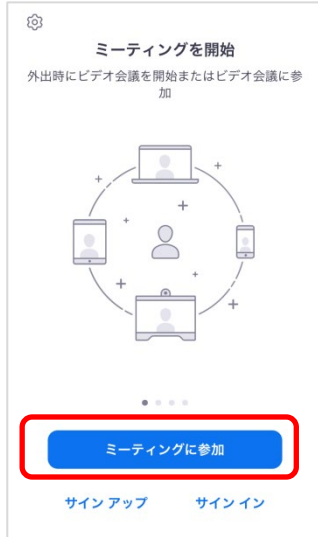 ミーティングを開始
外出時にビデオ会議を開始またはビデオ会議に参
加
ミーティングに参加
サイン アップ
サイン イン